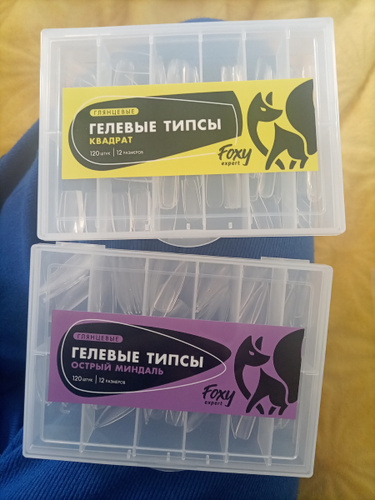 ГЛЯНЦЕВЫЕ
ГЕЛЕВЫЕ ТИПСЫ
КВАДРАТ
120 ШТУК | 12 РАЗМЕРОВ
Foxy
expert
ГЛЯНЦЕВЫЕ
ГЕЛЕВЫЕ ТИПСЫ
ОСТРЫЙ МИНДАЛЬ
120 ШТУК | 12 РАЗМЕРОВ
Foxy
expert